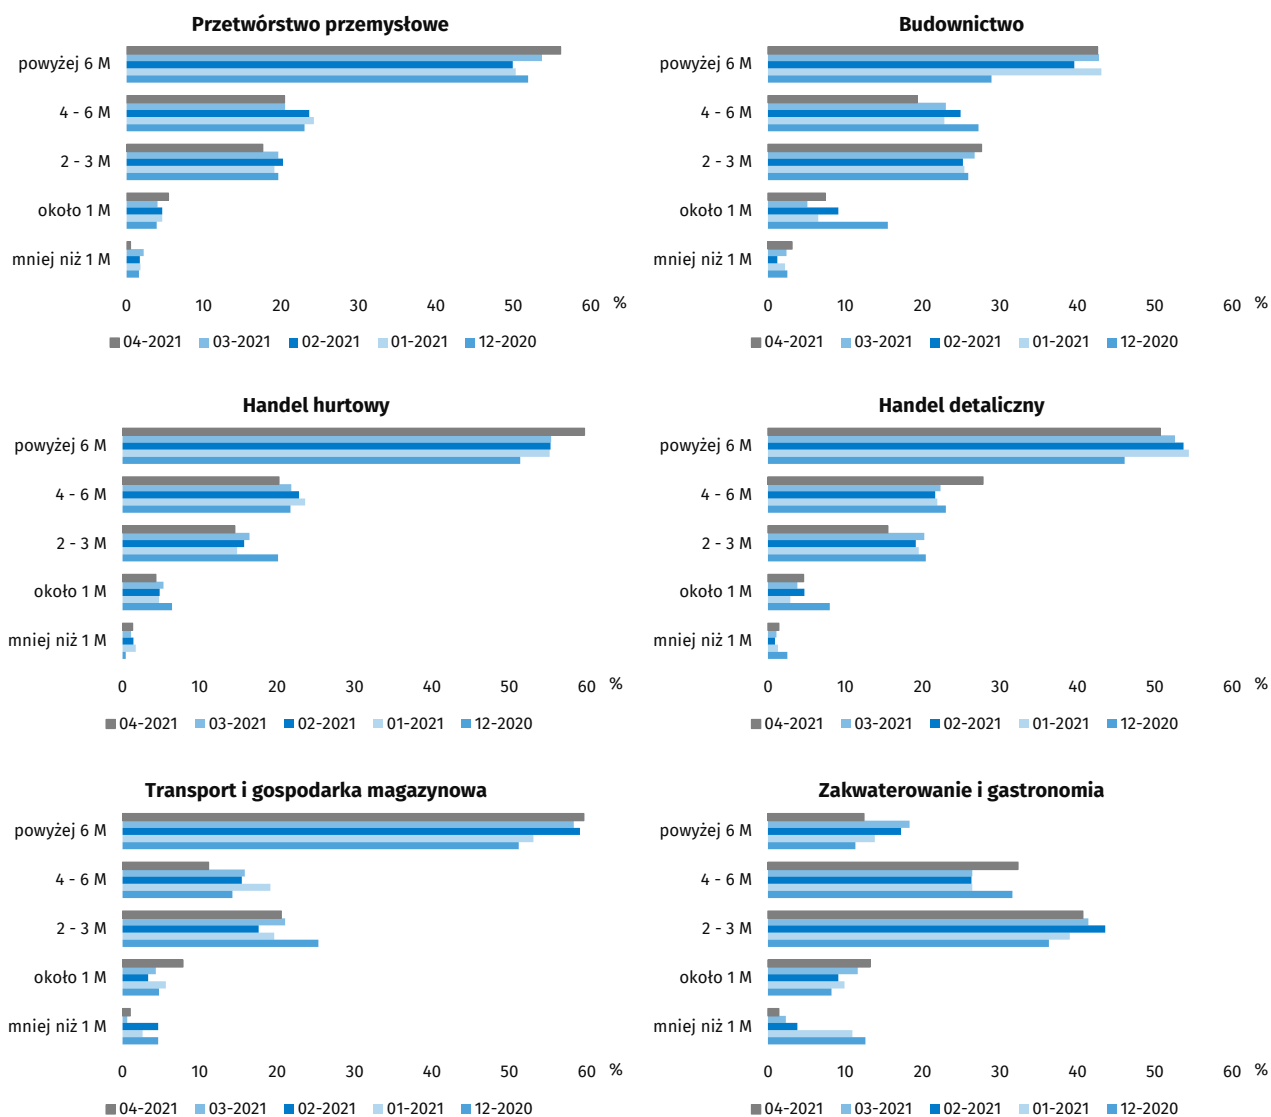 Przetwórstwo przemysłowe
powyżej 6 M
4 - 6 M
2 - 3 M
około 1 M
mniej niż 1 M
0 10 20 30 40 50 60 %
04-2021 03-2021 02-2021 01-2021 12-2020
Budownictwo
powyżej 6 M
4 - 6 M
2 - 3 M
około 1 M
mniej niż 1 M
0 10 20 30 40 50 60 %
04-2021 03-2021 02-2021 01-2021 12-2020
Handel hurtowy
powyżej 6 M
4 - 6 M
2 - 3 M
około 1 M
mniej niż 1 M
0 10 20 30 40 50 60 %
04-2021 03-2021 02-2021 01-2021 12-2020
Handel detaliczny
powyżej 6 M
4 - 6 M
2 - 3 M
około 1 M
mniej niż 1 M
0 10 20 30 40 50 60 %
04-2021 03-2021 02-2021 01-2021 12-2020
Transport i gospodarka magazynowa
powyżej 6 M
4 - 6 M
2 - 3 M
około 1 M
mniej niż 1 M
0 10 20 30 40 50 60 %
04-2021 03-2021 02-2021 01-2021 12-2020
Zakwaterowanie i gastronomia
powyżej 6 M
4 - 6 M
2 - 3 M
około 1 M
mniej niż 1 M
0 10 20 30 40 50 60 %
04-2021 03-2021 02-2021 01-2021 12-2020